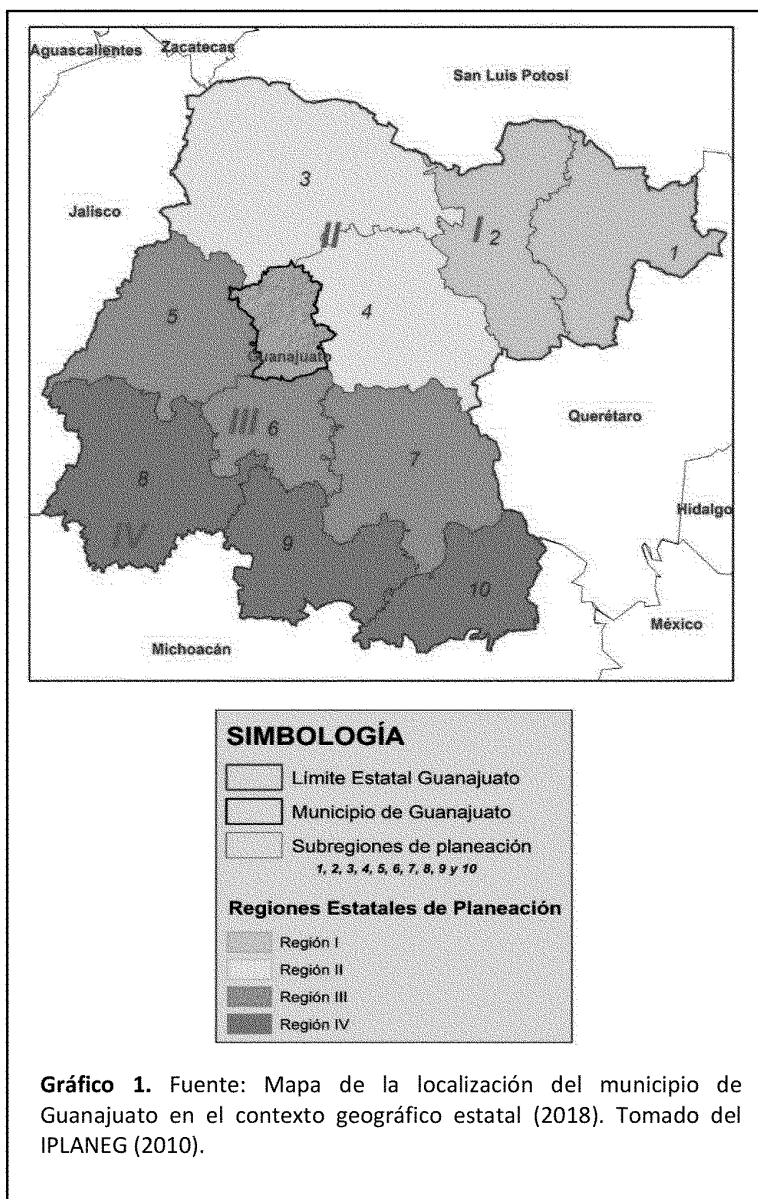 Aguascalientes
Zacatecas
San Luis Potosí
3
Jalisco
II
I
2
1
5
4
Guanajuato
III
6
Querétaro
7
8
Hidalgo
IV
9
10
México
Michoacán
SIMBOLOGÍA
Límite Estatal Guanajuato
Municipio de Guanajuato
Subregiones de planeación
1, 2, 3, 4, 5, 6, 7, 8, 9 y 10
Regiones Estatales de Planeación
Región I
Región II
Región III
Región IV
Gráfico 1. Fuente: Mapa de la localización del municipio de
Guanajuato en el contexto geográfico estatal (2018). Tomado del
IPLANEG (2010).